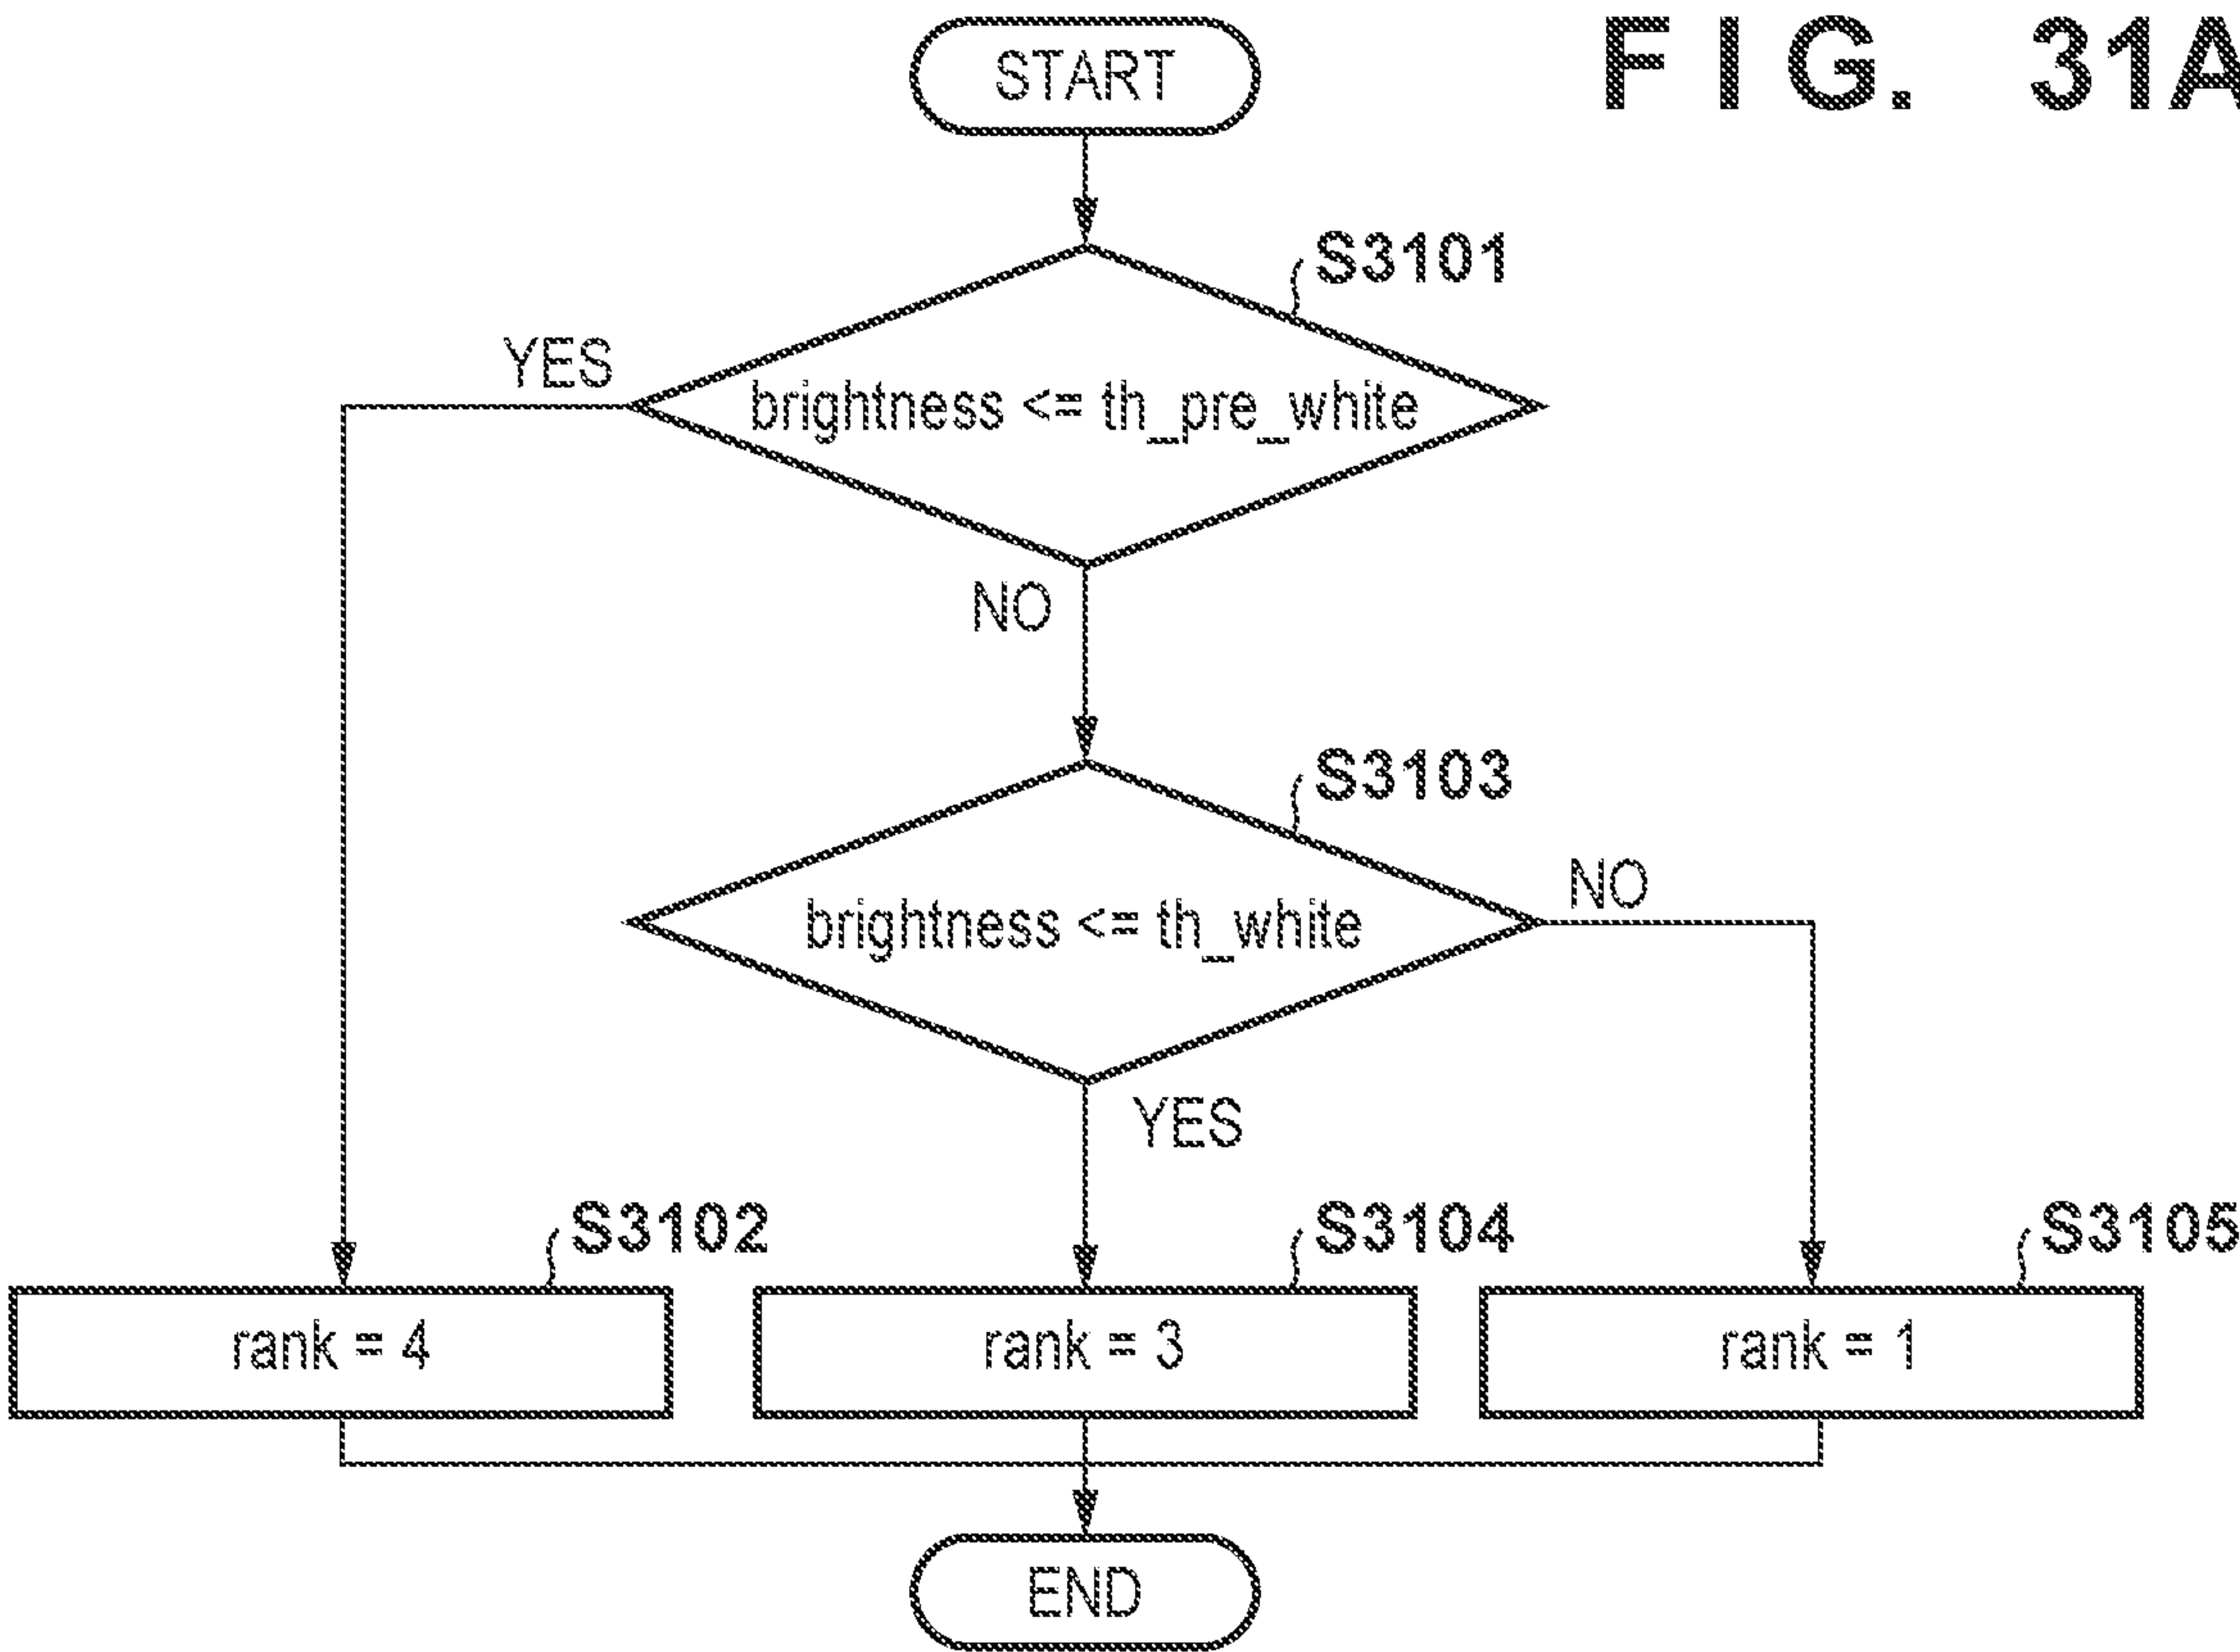 FIG. 31A
START
S3101
YES
brightness <= th_pre_white
NO
S3103
NO
brightness <= th_white
YES
S3102
S3104
S3105
rank = 4
rank = 3
rank = 1
END